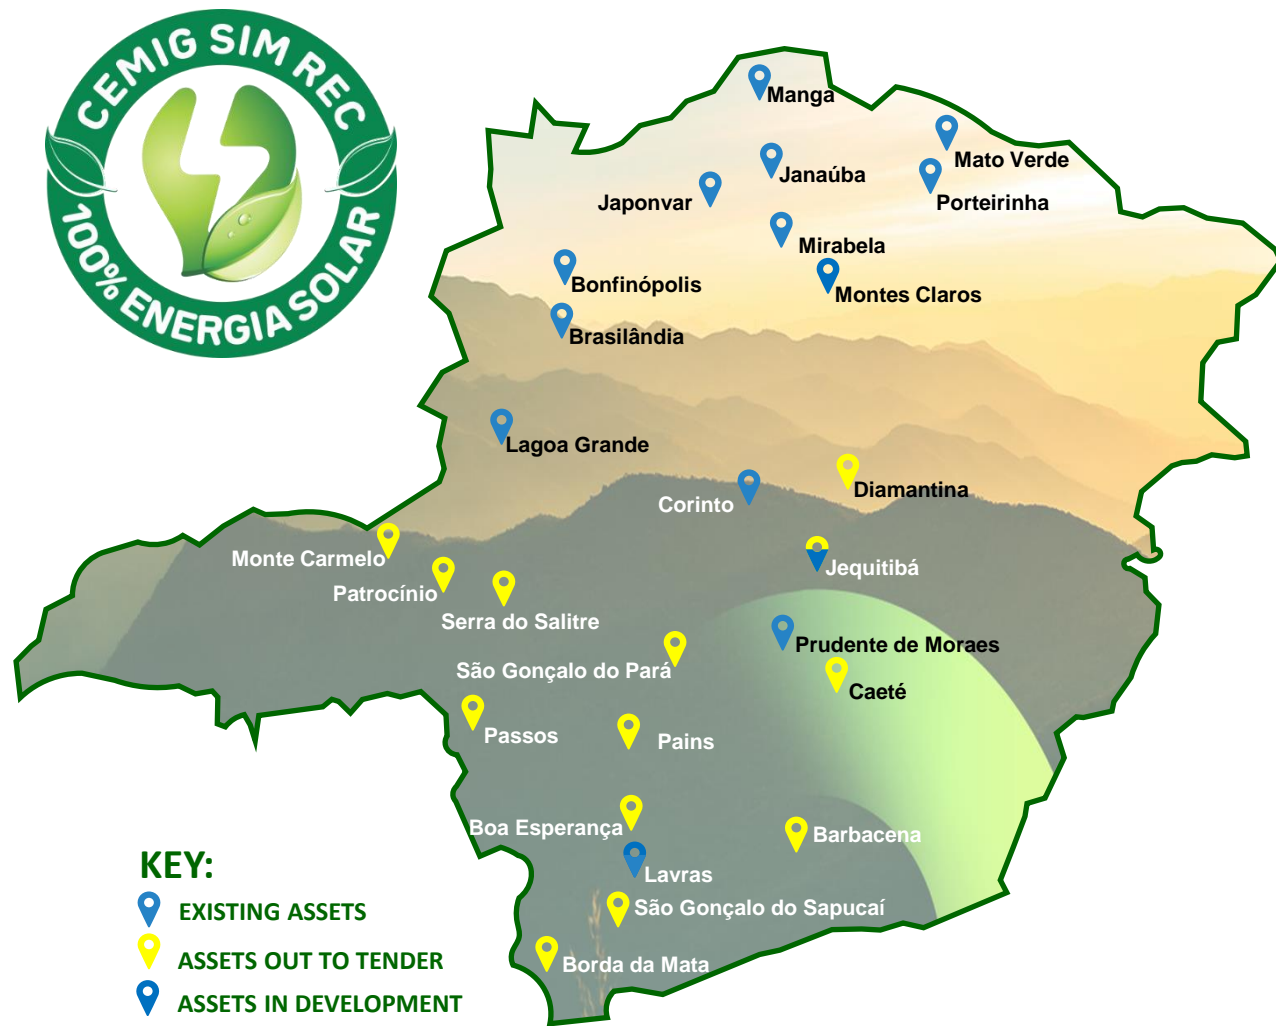 CEMIG SIM REC
100% ENERGIA SOLAR
Manga
Mato Verde
Janaúba
Porteirinha
Japonvar
Mirabela
Bonfinópolis
Montes Claros
Brasilândia
Lagoa Grande
Diamantina
Corinto
Monte Carmelo
Jequitibá
Patrocínio
Serra do Salitre
Prudente de Moraes
São Gonçalo do Pará
Caeté
Passos
Pains
Boa Esperança
Barbacena
Lavras
São Gonçalo do Sapucaí
Borda da Mata
KEY:
EXISTING ASSETS
ASSETS OUT TO TENDER
ASSETS IN DEVELOPMENT